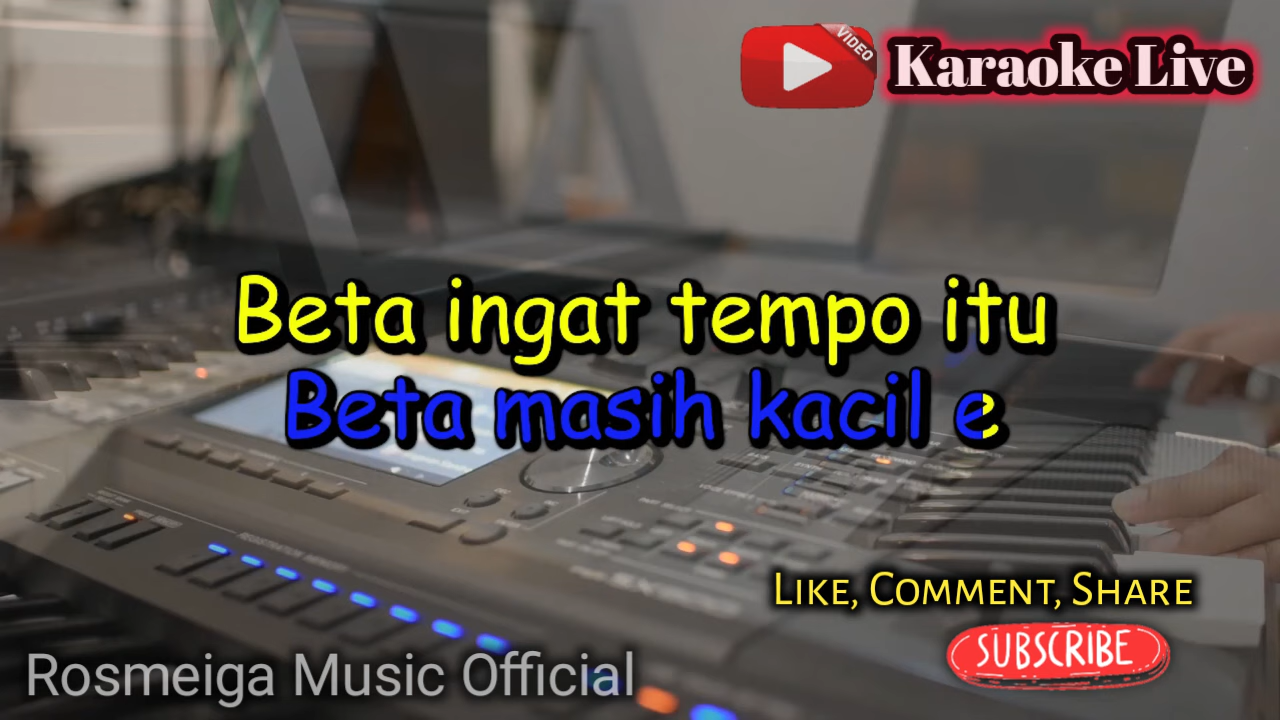 VIDEO
Karaoke Live
Beta ingat tempo itu
Beta masih kacil e
Like, Comment, Share
SUBSCRIBE
Rosmeiga Music Official